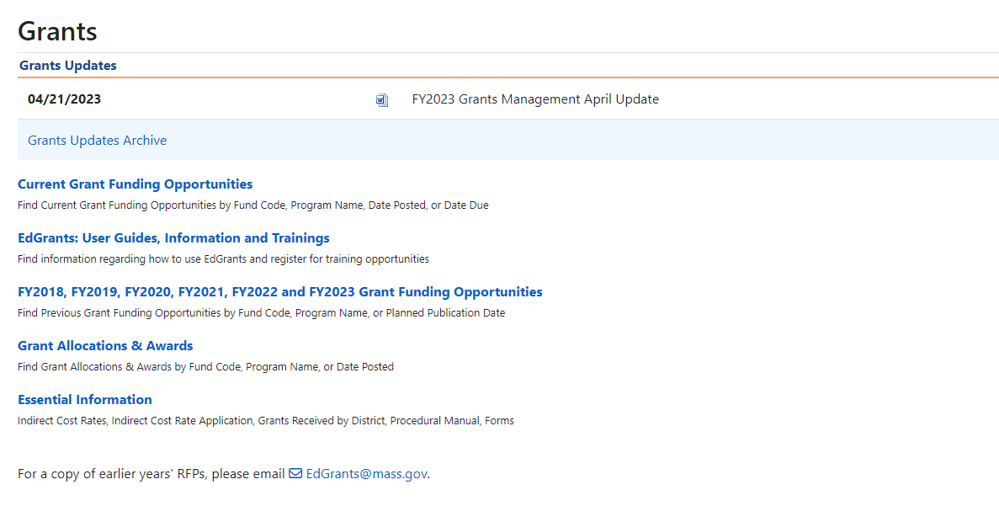 Grants
Grants Updates
04/21/2023 FY2023 Grants Management April Update
Grants Updates Archive
Current Grant Funding Opportunities
Find Current Grant Funding Opportunities by Fund Code, Program Name, Date Posted, or Date Due
EdGrants: User Guides, Information and Trainings
Find information regarding how to use EdGrants and register for training opportunities
FY2018, FY2019, FY2020, FY2021, FY2022 and FY2023 Grant Funding Opportunities
Find Previous Grant Funding Opportunities by Fund Code, Program Name, or Planned Publication Date
Grant Allocations & Awards
Find Grant Allocations & Awards by Fund Code, Program Name, or Date Posted
Essential Information
Indirect Cost Rates, Indirect Cost Rate Application, Grants Received by District, Procedural Manual, Forms
For a copy of earlier years' RFPs, please email EdGrants@mass.gov.